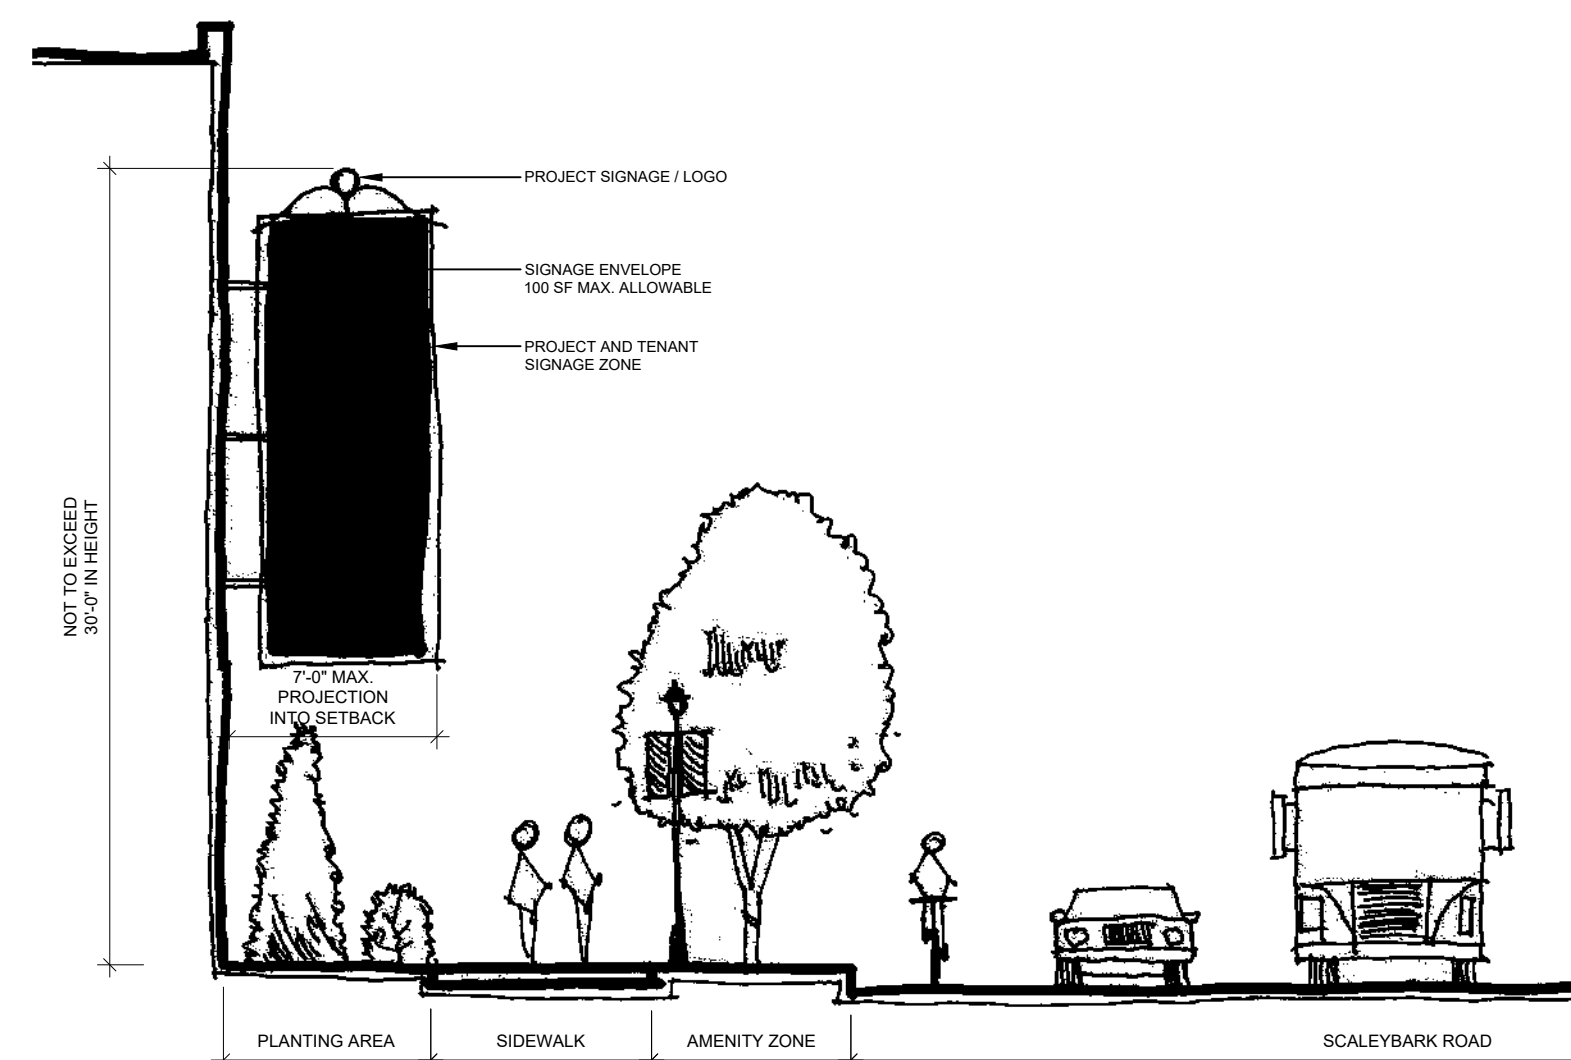 PROJECT SIGNAGE / LOGO
SIGNAGE ENVELOPE
100 SF MAX. ALLOWABLE
PROJECT AND TENANT
SIGNAGE ZONE
NOT TO EXCEED
30'-0" IN HEIGHT
7'-0" MAX.
PROJECTION
INTO SETBACK
PLANTING AREA
SIDEWALK
AMENITY ZONE
SCALEYBARK ROAD